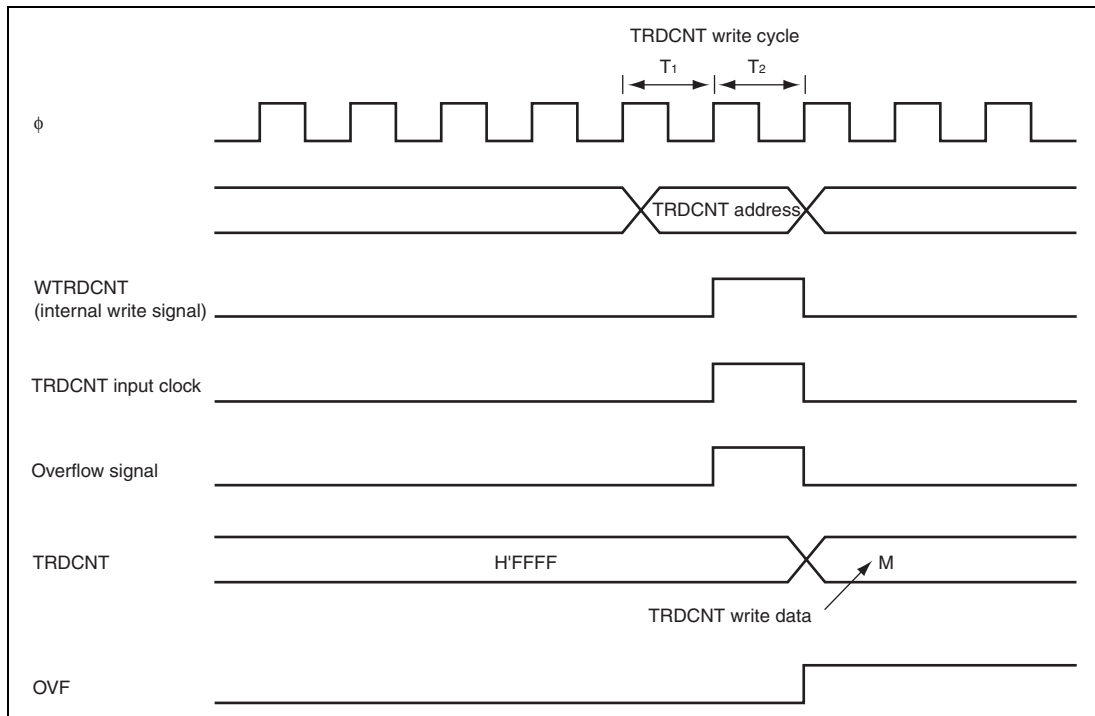 TRDCNT write cycle
T1 T2
ϕ
TRDCNT address
WTRDCNT
(internal write signal)
TRDCNT input clock
Overflow signal
TRDCNT
H'FFFF
M
TRDCNT write data
OVF